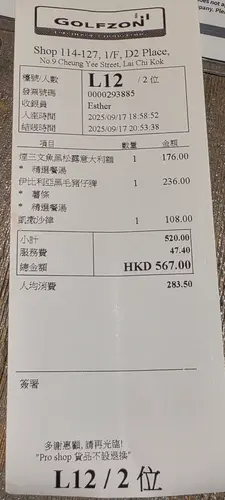 GOLFZON
Shop 114-127, 1/F, D2 Place,
No.9 Cheung Yee Street, Lai Chi Kok
檯號/人數 L12 / 2 位
發票號碼 0000293885
收銀員 Esther
入座時間 2025/09/17 18:58:52
結賬時間 2025/09/17 20:53:38
項目 數量 金額
煙三文魚黑松露意大利麵 1 176.00
* 精選餐湯
伊比利亞黑毛豬仔牌 1 236.00
* 薯條
* 精選餐湯
凱撒沙律 1 108.00
小計 520.00
服務費 47.40
總金額 HKD 567.00
人均消費 283.50
簽署
多謝惠顧, 請再光臨!
"Pro shop 貨品不設退換"
L12 / 2 位